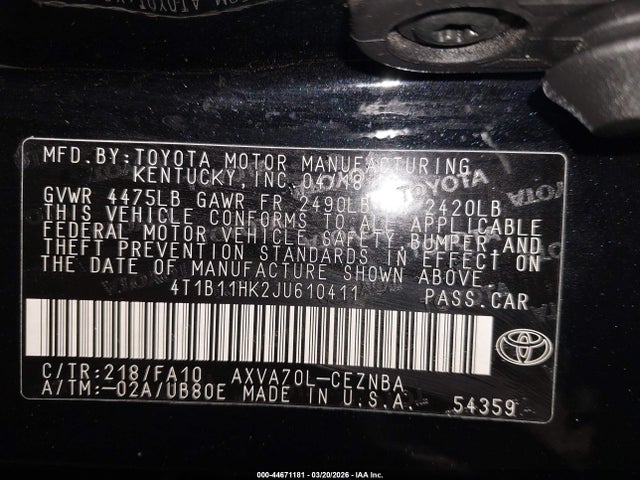 MFD.BY:TOYOTA MOTOR MANUFACTURING
KENTUCKY,INC. 04/18
GVWR 4475LB GAWR FR 2490LB 2420LB
THIS VEHICLE CONFORMS TO ALL APPLICABLE
FEDERAL MOTOR VEHICLE SAFETY,BUMPER AND
THEFT PREVENTION STANDARDS IN EFFECT ON
THE DATE OF MANUFACTURE SHOWN ABOVE.
4T1B11HK2JU610411
PASS.CAR
C/TR:218/FA10 AXVA70L-CEZNBA
A/TM:-02A/UB80E MADE IN U.S.A.
54359
000-44671181 | 03/20/2026 | IAA Inc.